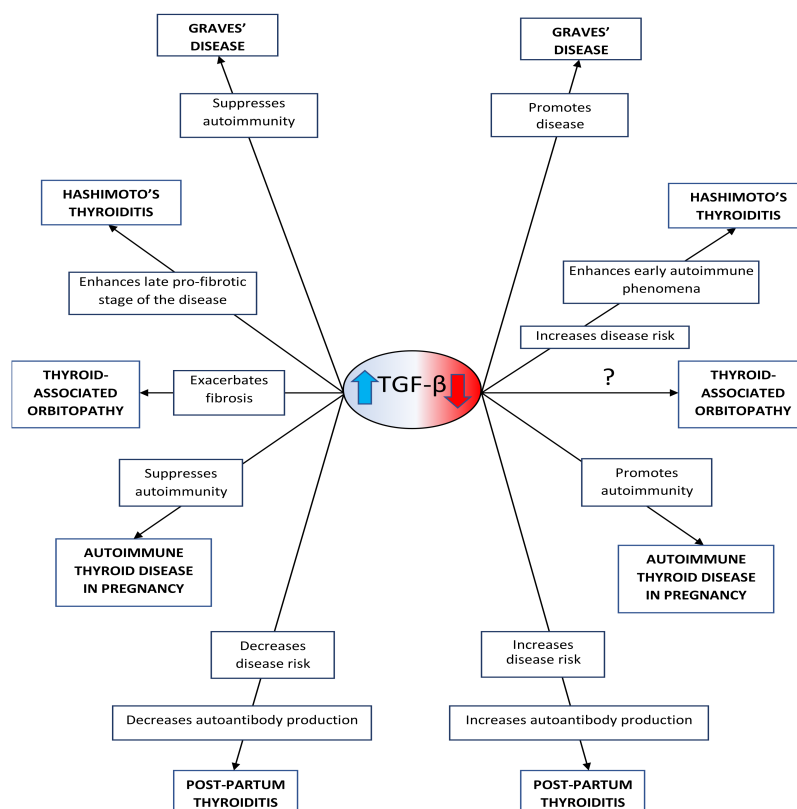 GRAVES'
DISEASE
GRAVES'
DISEASE
Suppresses
autoimmunity
Promotes
disease
HASHIMOTO'S
THYROIDITIS
HASHIMOTO'S
THYROIDITIS
Enhances late pro-fibrotic
stage of the disease
Enhances early autoimmune
phenomena
Increases disease risk
THYROID-
ASSOCIATED
ORBITOPATHY
Exacerbates
fibrosis
TGF-β
?
THYROID-
ASSOCIATED
ORBITOPATHY
Suppresses
autoimmunity
Promotes
autoimmunity
AUTOIMMUNE
THYROID DISEASE
IN PREGNANCY
AUTOIMMUNE
THYROID DISEASE
IN PREGNANCY
Decreases
disease risk
Increases
disease risk
Decreases autoantibody production
Increases autoantibody production
POST-PARTUM
THYROIDITIS
POST-PARTUM
THYROIDITIS